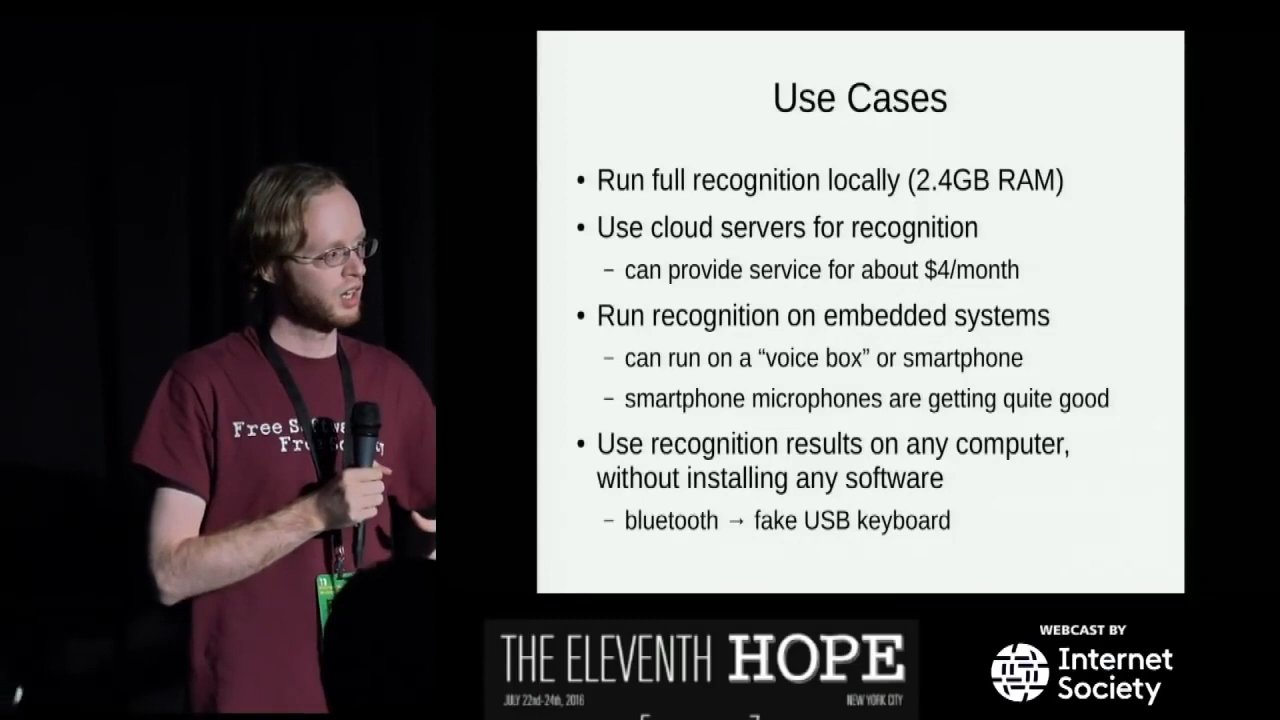 Use Cases
• Run full recognition locally (2.4GB RAM)
• Use cloud servers for recognition
– can provide service for about $4/month
• Run recognition on embedded systems
– can run on a “voice box” or smartphone
– smartphone microphones are getting quite good
• Use recognition results on any computer,
without installing any software
– bluetooth → fake USB keyboard
Free
Free
THE ELEVENTH HOPE
JULY 22nd-24th, 2016 NEW YORK CITY
WEBCAST BY
Internet
Society